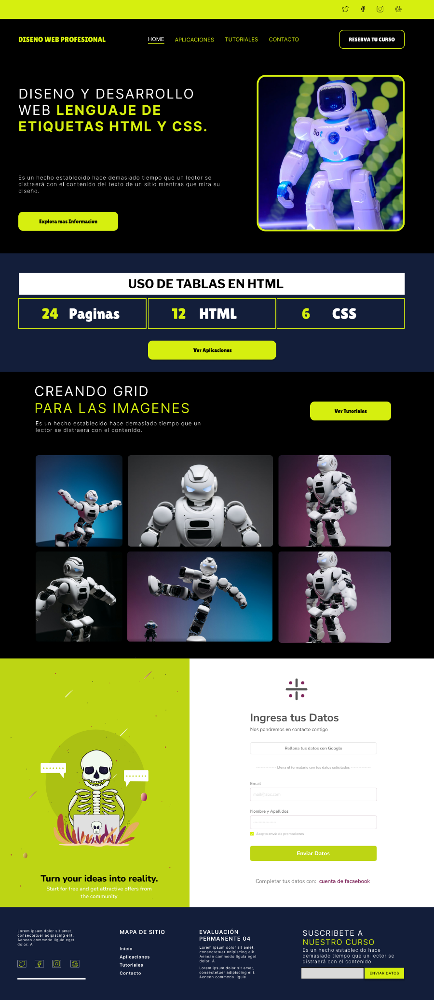 DISENO WEB PROFESIONAL
HOME
APLICACIONES
TUTORIALES
CONTACTO
RESERVA TU CURSO
DISENO Y DESARROLLO
WEB LENGUAJE DE
ETIQUETAS HTML Y CSS.
Bot
Es un hecho establecido hace demasiado tiempo que un lector se
distraerá con el contenido del texto de un sitio mientras que mira su
diseño.
Explora mas Informacion
USO DE TABLAS EN HTML
24 Paginas
12 HTML
6 CSS
Ver Aplicaciones
CREANDO GRID
PARA LAS IMAGENES
Es un hecho establecido hace demasiado tiempo que un
lector se distraerá con el contenido.
Ver Tutoriales
Turn your ideas into reality.
Start for free and get attractive offers from
the community
Ingresa tus Datos
Nos pondremos en contacto contigo
Rellena tus datos con Google
Llena el formulario con tus datos solicitados
Email
mail@abc.com
Nombre y Apellidos
Acepto envio de promociones
Enviar Datos
Completar tus datos con: cuenta de facaebook
Lorem ipsum dolor sit amet,
consectetuer adipiscing elit.
Aenean commodo ligula eget
dolor. A
MAPA DE SITIO
Inicio
Aplicaciones
Tutoriales
Contacto
EVALUACIÓN
PERMANENTE 04
Lorem ipsum dolor sit amet,
consectetuer adipiscing elit.
Aenean commodo ligula eget
dolor. A
Lorem ipsum dolor sit amet,
consectetuer adipiscing elit.
Aenean commodo ligula.
SUSCRIBETE A
NUESTRO CURSO
Es un hecho establecido hace
demasiado tiempo que un lector se
distraerá con el contenido.
ENVIAR DATOS